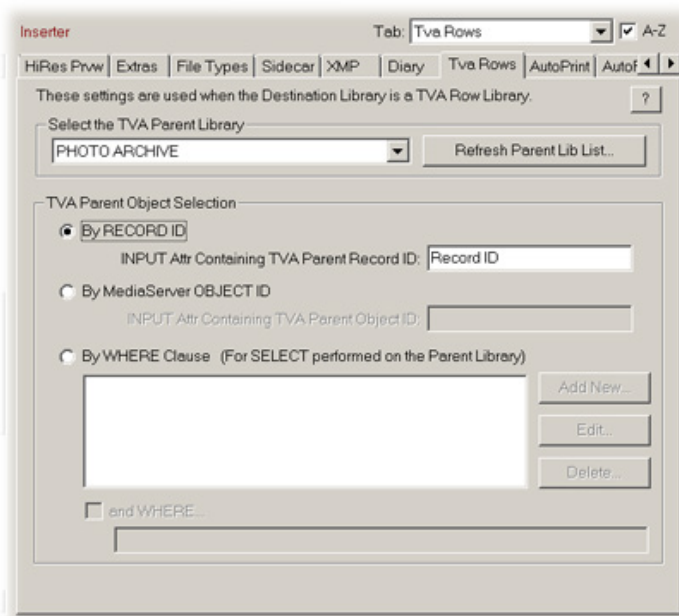 Inserter Tab: Tva Rows A-Z
HiRes Prvw Extras File Types Sidecar XMP Diary Tva Rows AutoPrint
These settings are used when the Destination Library is a TVA Row Library. ?
Select the TVA Parent Library
PHOTO ARCHIVE Refresh Parent Lib List...
TVA Parent Object Selection
By RECORD ID
INPUT Attr Containing TVA Parent Record ID: Record ID
By MediaServer OBJECT ID
INPUT Attr Containing TVA Parent Object ID:
By WHERE Clause (For SELECT performed on the Parent Library)
Add New...
Edit...
Delete...
and WHERE...